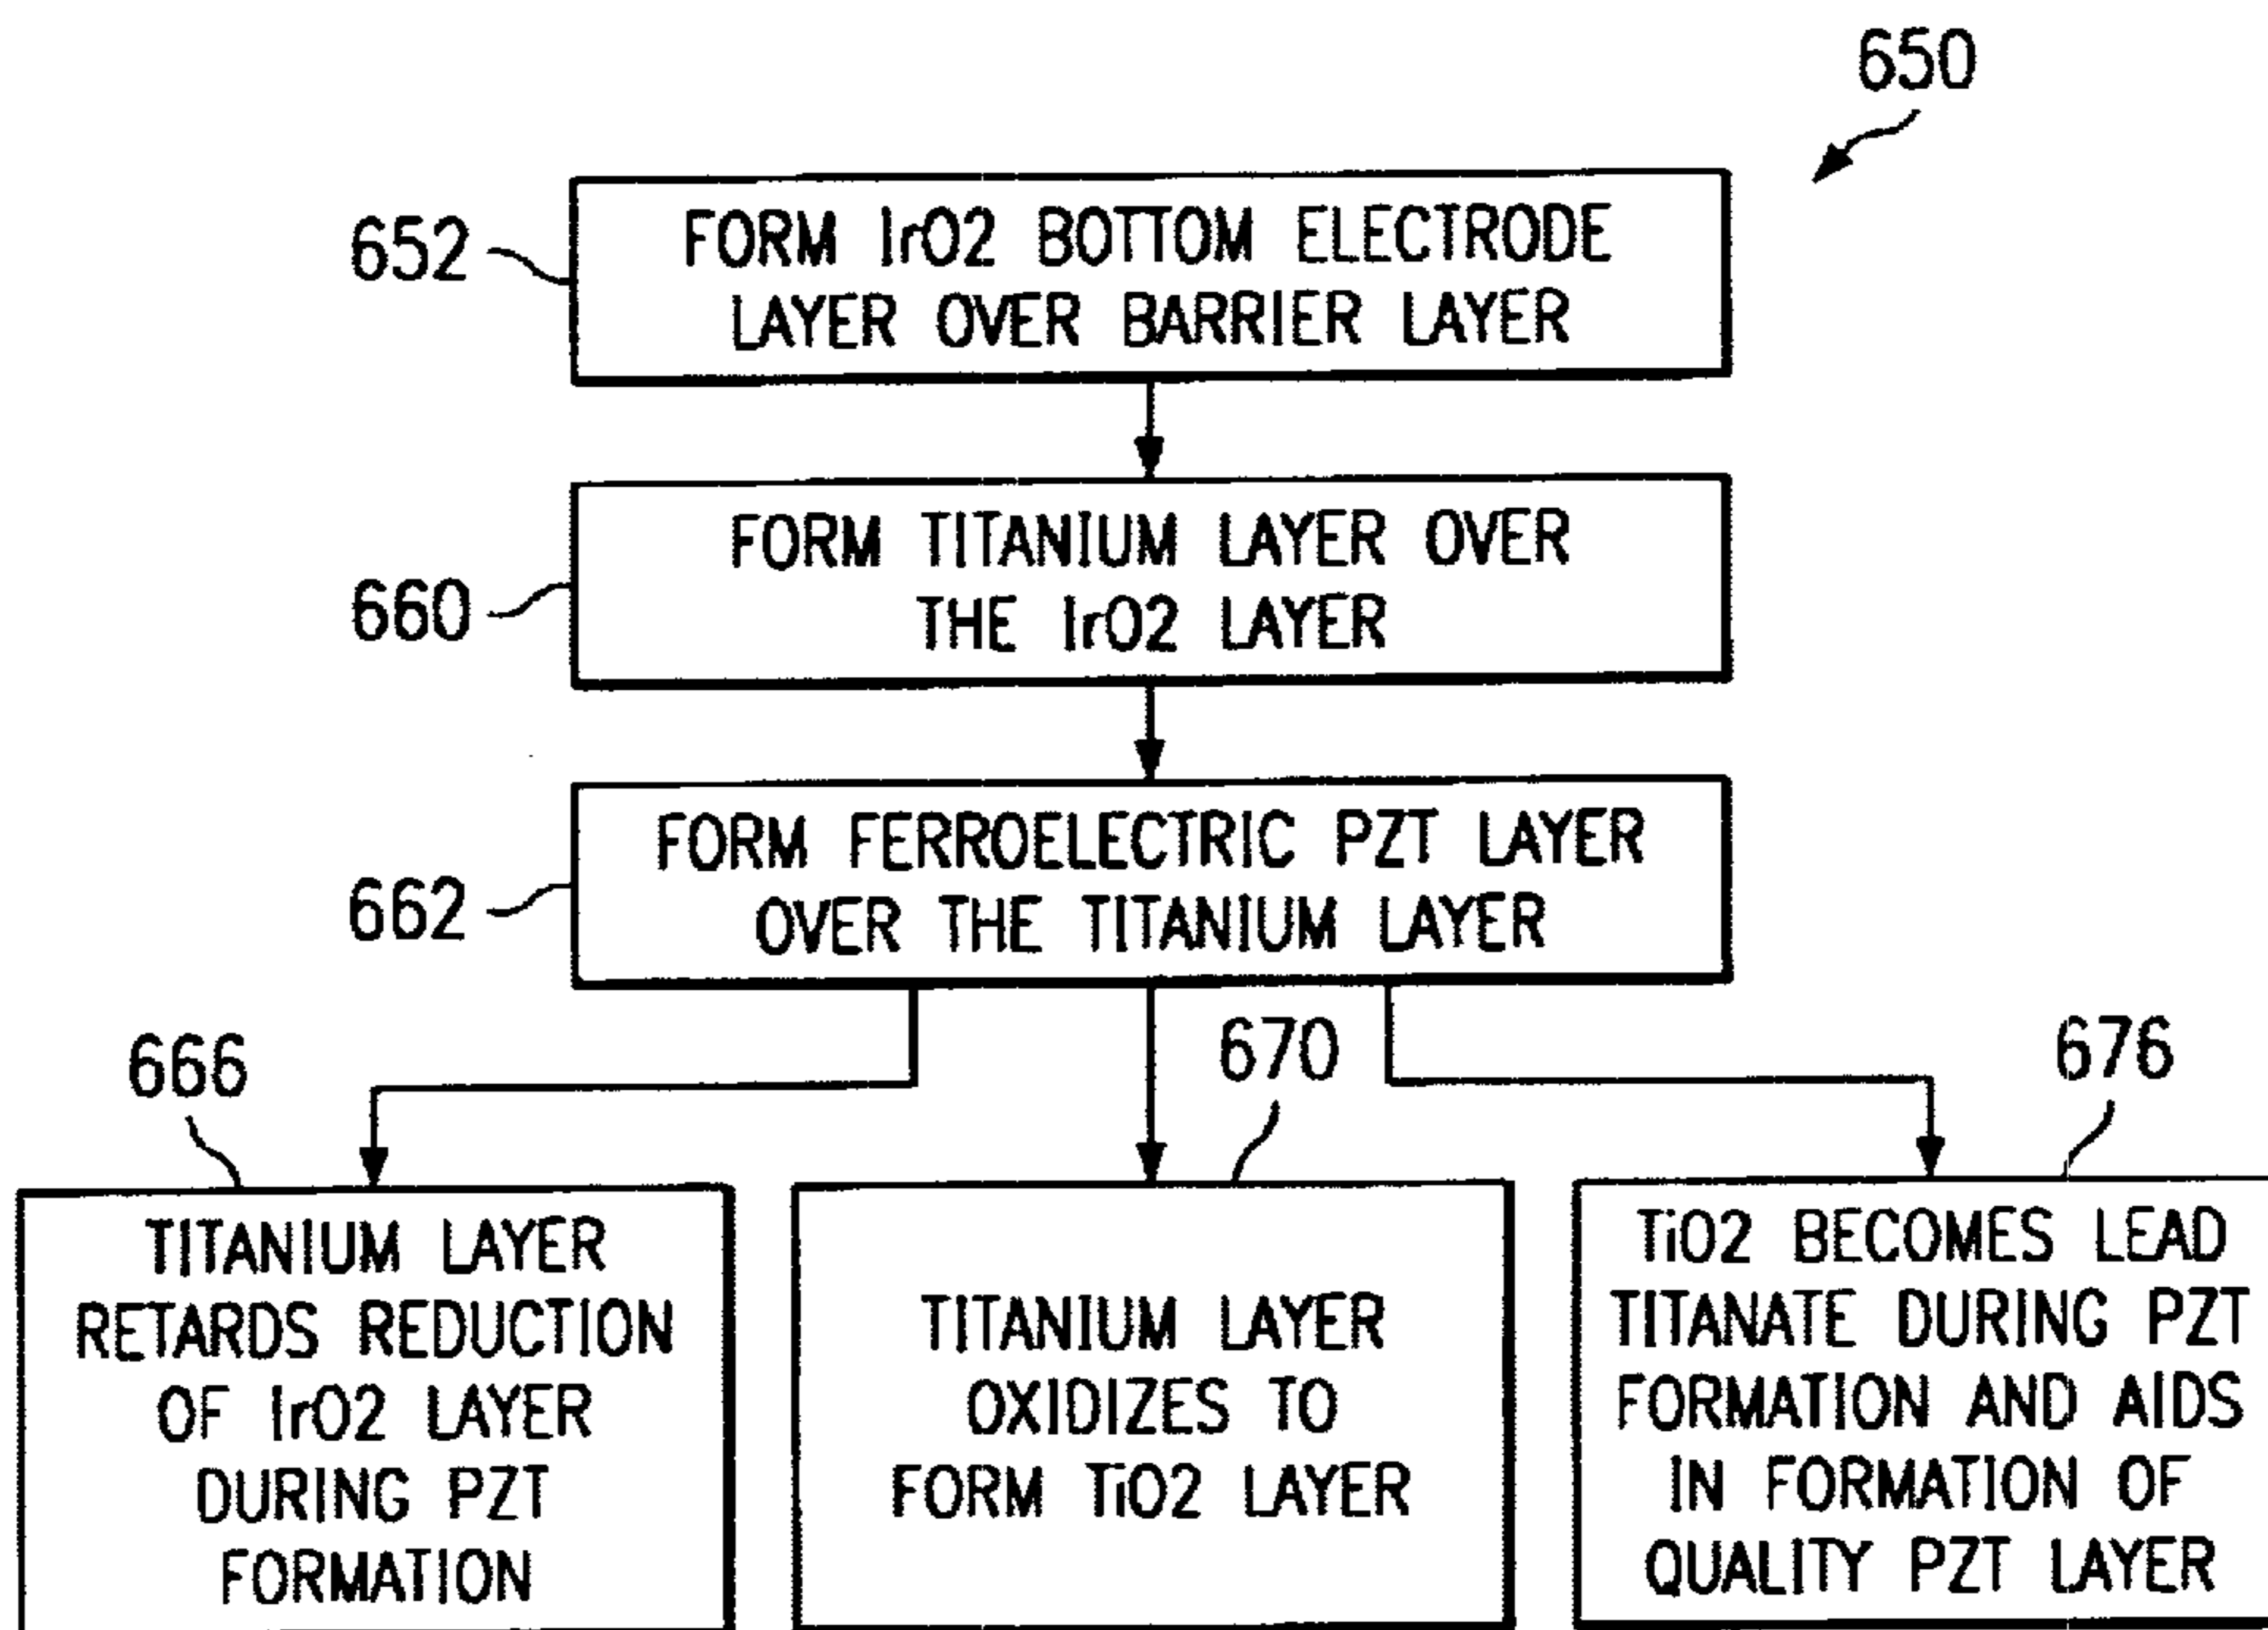 650
652
FORM IrO2 BOTTOM ELECTRODE
LAYER OVER BARRIER LAYER
660
FORM TITANIUM LAYER OVER
THE IrO2 LAYER
662
FORM FERROELECTRIC PZT LAYER
OVER THE TITANIUM LAYER
666
TITANIUM LAYER
RETARDS REDUCTION
OF IrO2 LAYER
DURING PZT
FORMATION
670
TITANIUM LAYER
OXIDIZES TO
FORM TiO2 LAYER
676
TiO2 BECOMES LEAD
TITANATE DURING PZT
FORMATION AND AIDS
IN FORMATION OF
QUALITY PZT LAYER